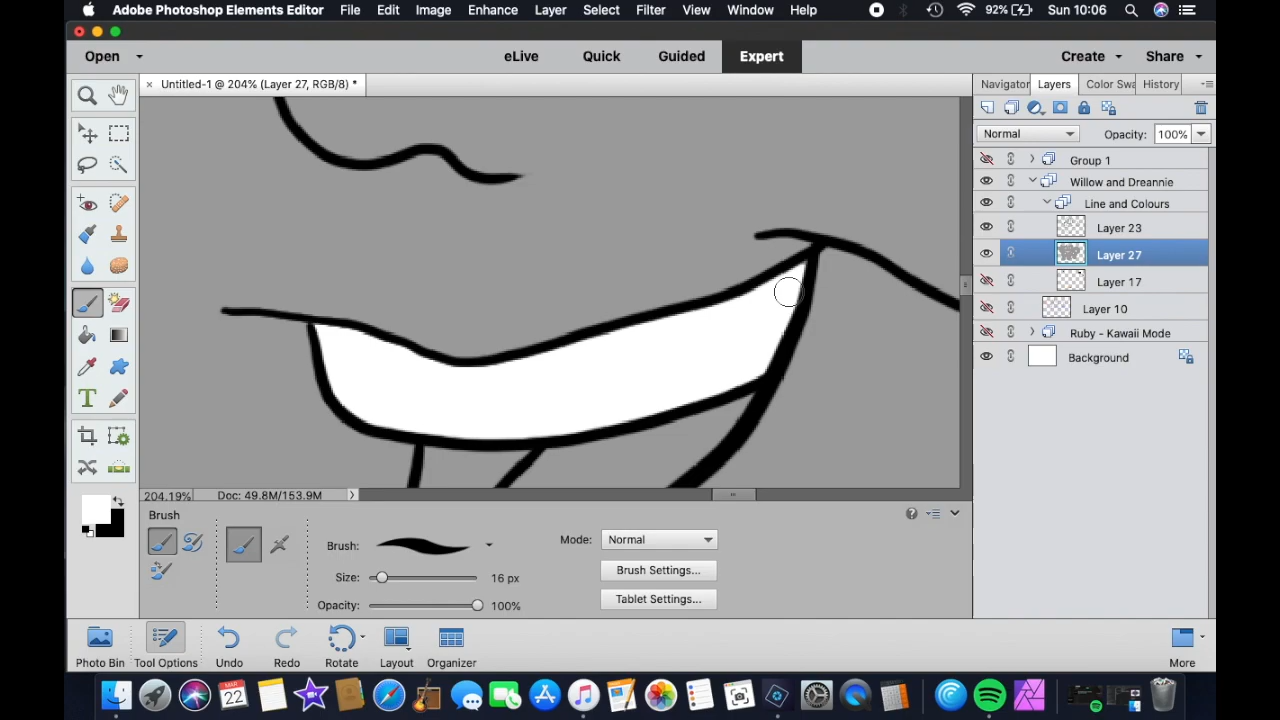 Adobe Photoshop Elements Editor File Edit Image Enhance Layer Select Filter View Window Help 92% Sun 10:06
Open eLive Quick Guided Expert Create Share
× Untitled-1 @ 204% (Layer 27, RGB/8) * Navigator Layers Color Swa History
Normal Opacity: 100%
Group 1
Willow and Dreannie
Line and Colours
Layer 23
Layer 27
Layer 17
Layer 10
Ruby - Kawaii Mode
Background
T
204.19% Doc: 49.8M/153.9M
Brush
Brush: Mode: Normal
Size: 16 px Brush Settings...
Opacity: 100% Tablet Settings...
Photo Bin Tool Options Undo Redo Rotate Layout Organizer More
MAR
22